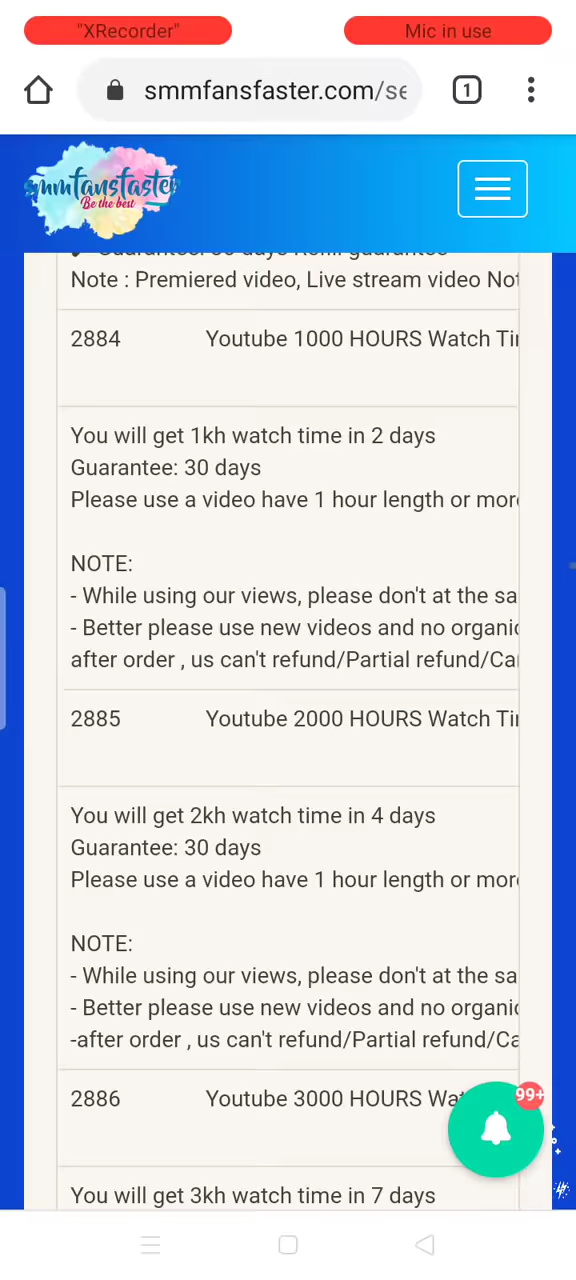 "XRecorder"
Mic in use
smmfansfaster.com/se
1
smmfansfaster
Be the best
Note : Premiered video, Live stream video Not
2884 Youtube 1000 HOURS Watch Ti
You will get 1kh watch time in 2 days
Guarantee: 30 days
Please use a video have 1 hour length or more
NOTE:
- While using our views, please don't at the sa
- Better please use new videos and no organic
after order , us can't refund/Partial refund/Ca
2885 Youtube 2000 HOURS Watch Ti
You will get 2kh watch time in 4 days
Guarantee: 30 days
Please use a video have 1 hour length or more
NOTE:
- While using our views, please don't at the sa
- Better please use new videos and no organic
-after order , us can't refund/Partial refund/Ca
99+
2886 Youtube 3000 HOURS Wat
You will get 3kh watch time in 7 days